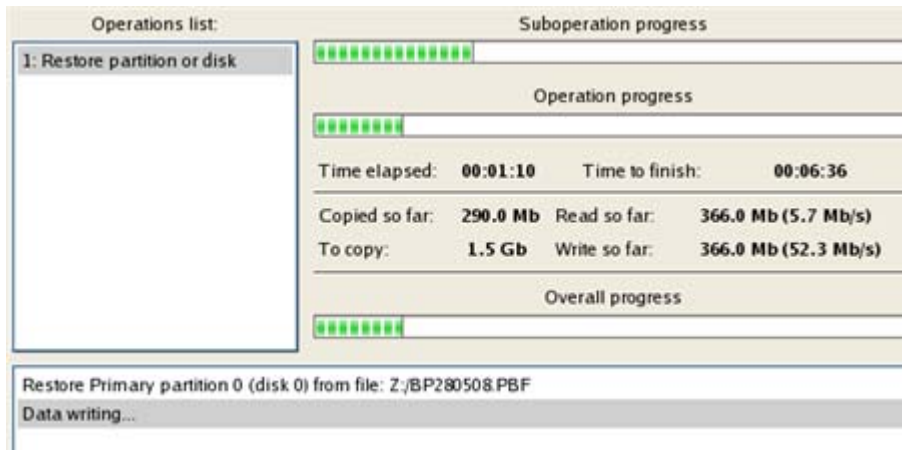 Operations list:
1: Restore partition or disk
Suboperation progress
Operation progress
Time elapsed: 00:01:10 Time to finish: 00:06:36
Copied so far: 290.0 Mb Read so far: 366.0 Mb (5.7 Mb/s)
To copy: 1.5 Gb Write so far: 366.0 Mb (52.3 Mb/s)
Overall progress
Restore Primary partition 0 (disk 0) from file: Z:/BP280508.PBF
Data writing...